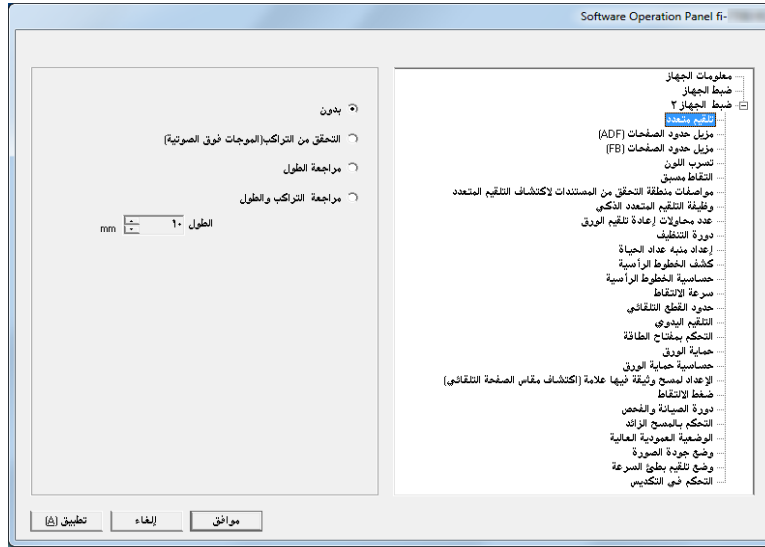 Software Operation Panel fi-
معلومات الجهاز
ضبط الجهاز
ضبط الجهاز ٢
تلقيم متعدد
مزيل حدود الصفحات (ADF)
مزيل حدود الصفحات (FB)
تسرب اللون
التقاط مسبق
مواصفات منطقة التحقق من المستندات لاكتشاف التلقيم المتعدد
وظيفة التلقيم المتعدد الذكي
عدد محاولات إعادة تلقيم الورق
دورة التنظيف
إعداد منبه عداد الحياة
كشف الخطوط الرأسية
حساسية الخطوط الرأسية
سرعة الالتقاط
حدود القطع التلقائي
التلقيم اليدوي
التحكم بمفتاح الطاقة
حماية الورق
حساسية حماية الورق
الإعداد لمسح وثيقة فيها علامة (اكتشاف مقاس الصفحة التلقائي)
ضغط الالتقاط
دورة الصيانة والفحص
التحكم بالمسح الزائد
الوضعية العمودية العالية
وضع جودة الصورة
وضع تلقيم بطئ السرعة
التحكم في التكديس
بدون
التحقق من التراكب(الموجات فوق الصوتية)
مراجعة الطول
مراجعة التراكب والطول
الطول ١٠ mm
موافق
إلغاء
تطبيق (A)